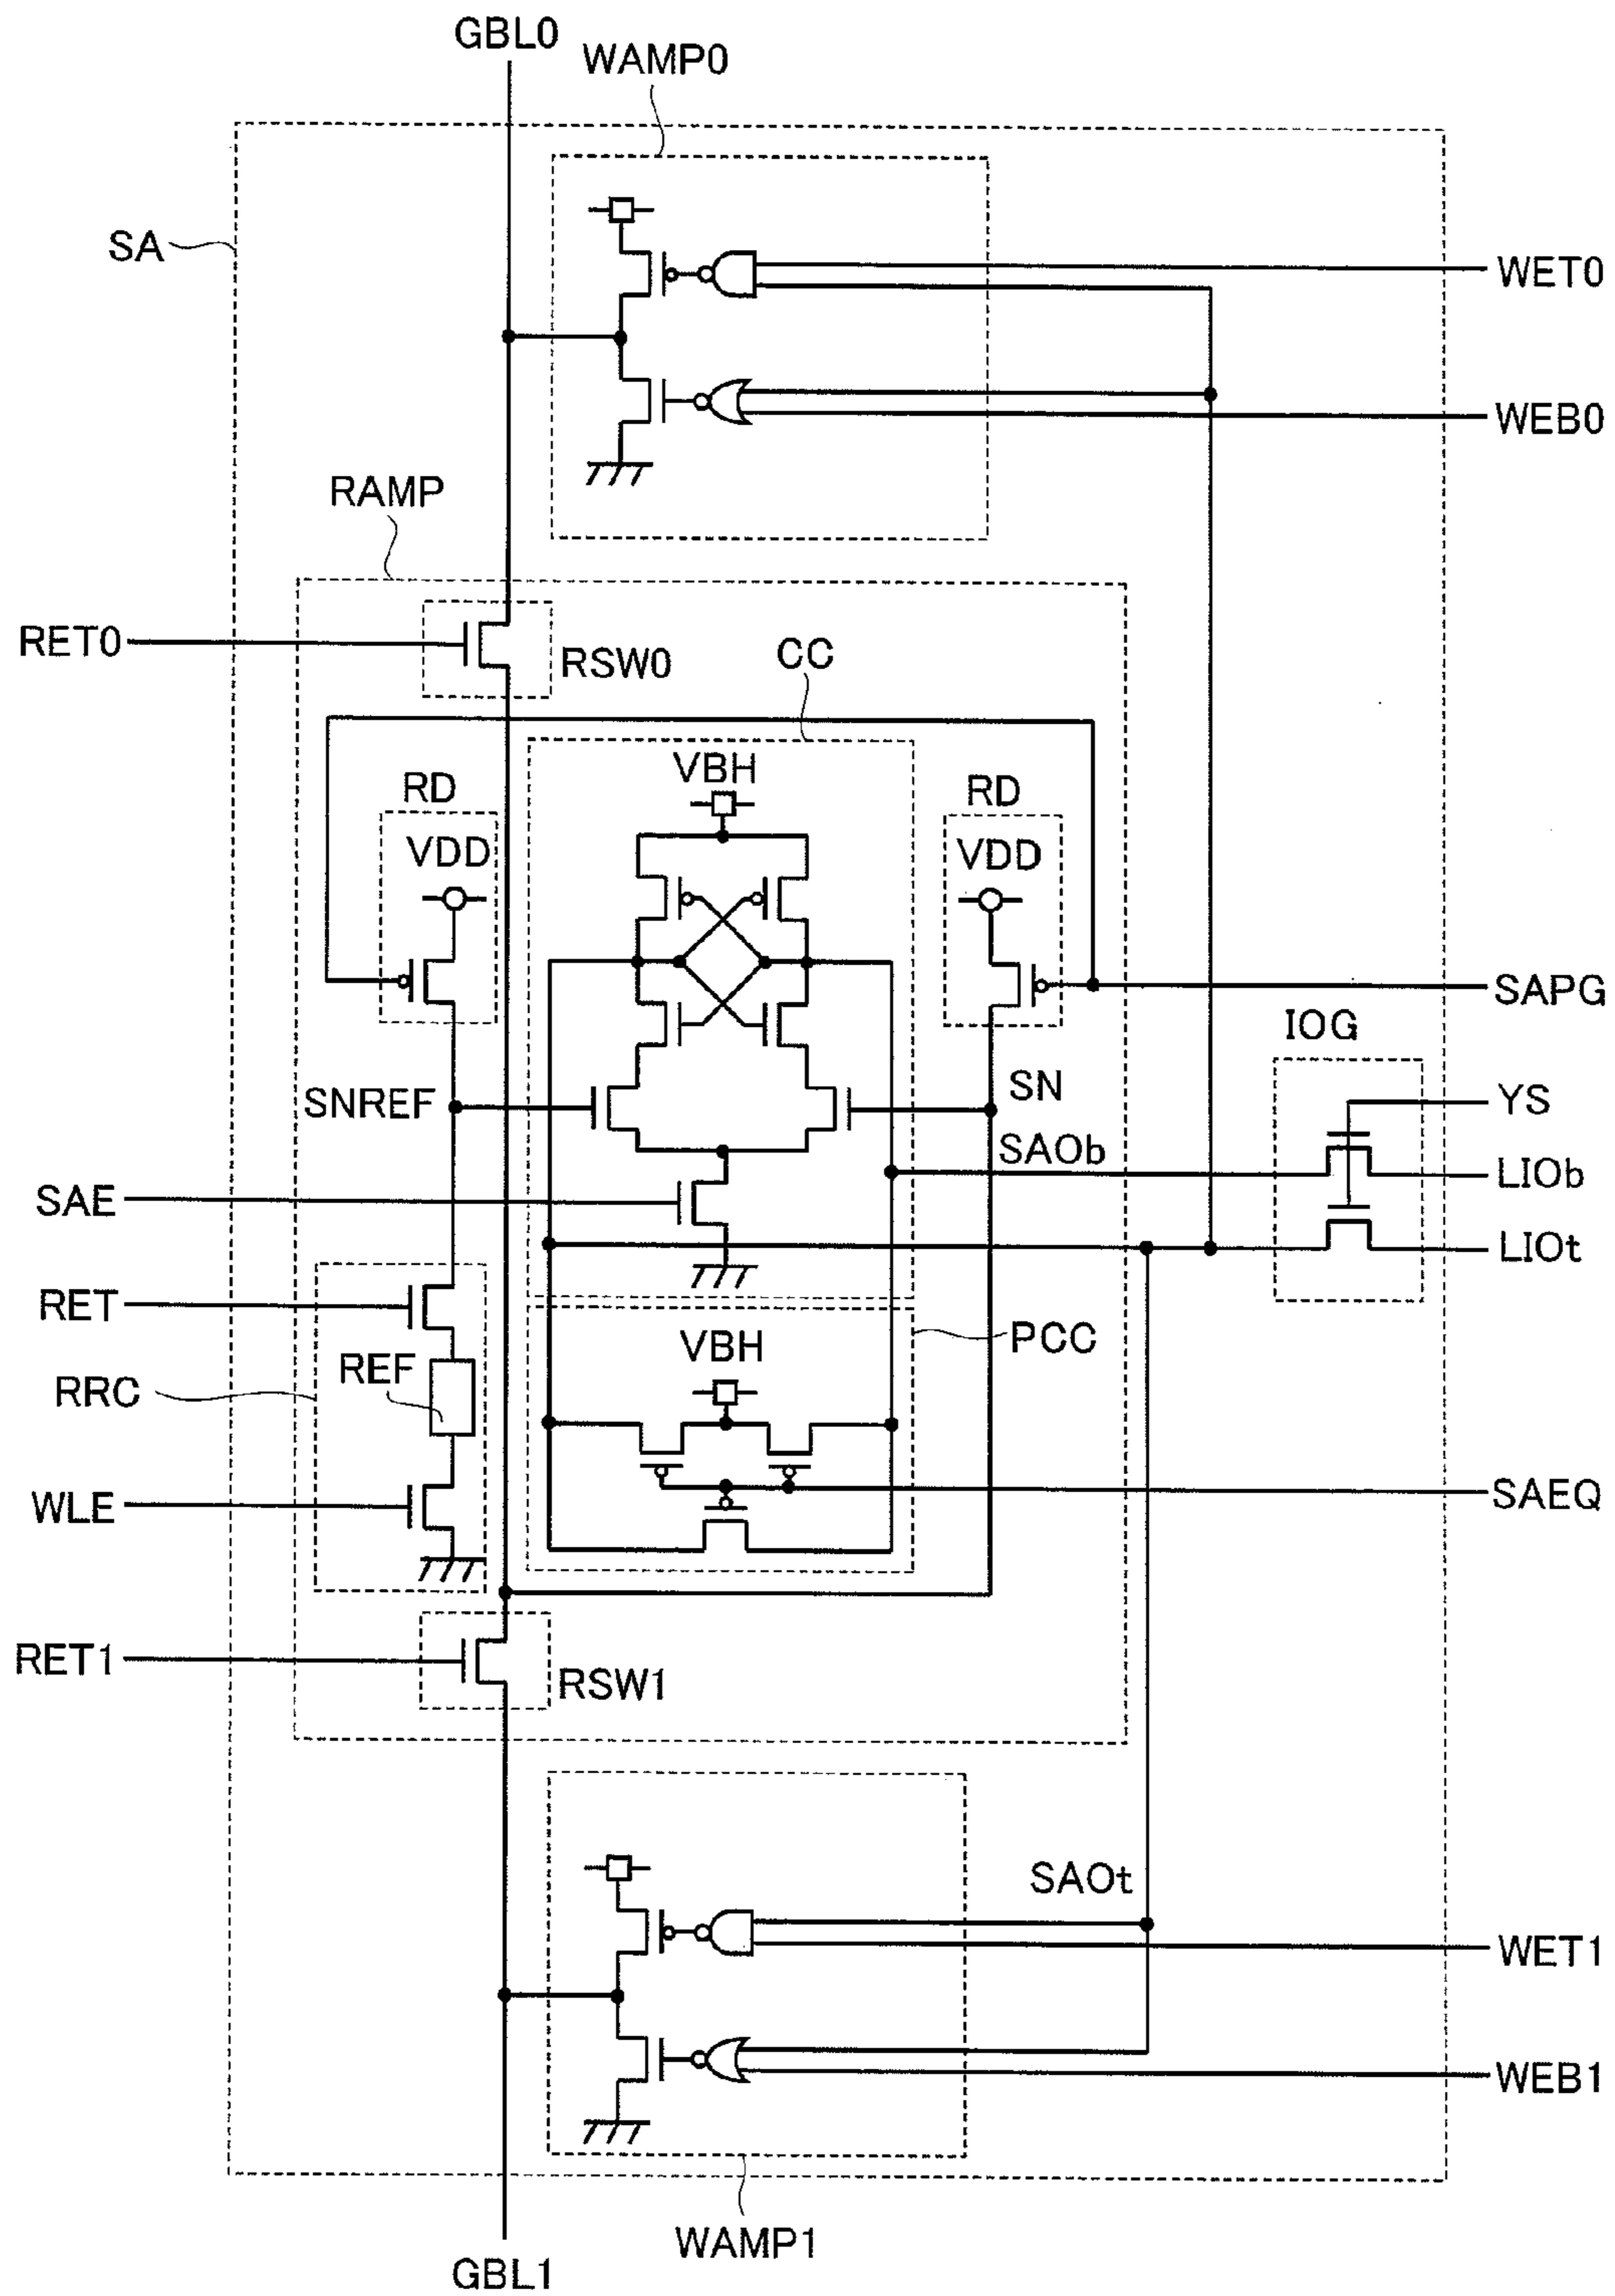 GBL0
WAMP0
SA
WET0
WEB0
RAMP
RET0
RSW0
CC
VBH
RD
RD
VDD
VDD
SAPG
IOG
SNREF
SN
YS
SAOb
LIOb
SAE
LIOt
RET
PCC
VBH
REF
RRC
WLE
SAEQ
RET1
RSW1
SAOt
WET1
WEB1
WAMP1
GBL1